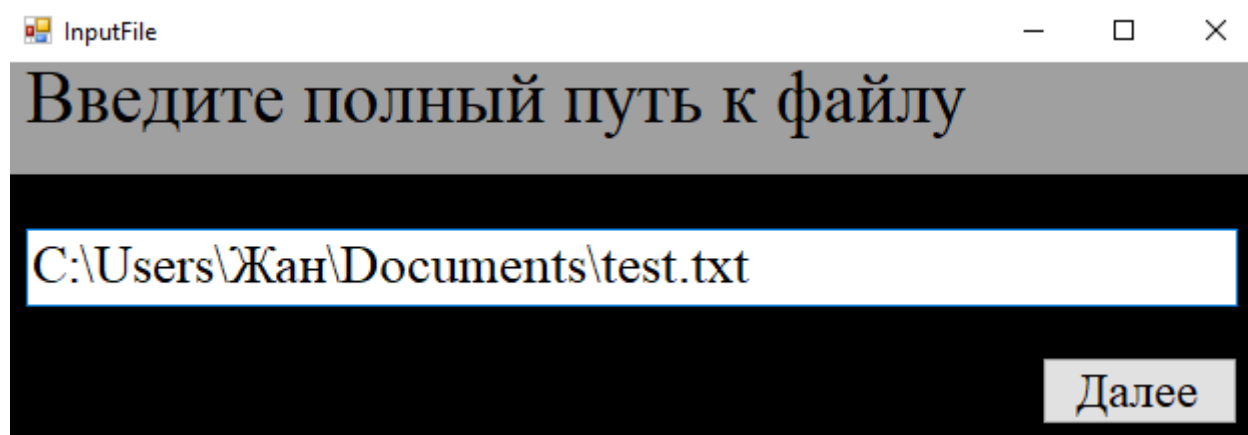 InputFile
Введите полный путь к файлу
C:\Users\Жан\Documents\test.txt
Далее